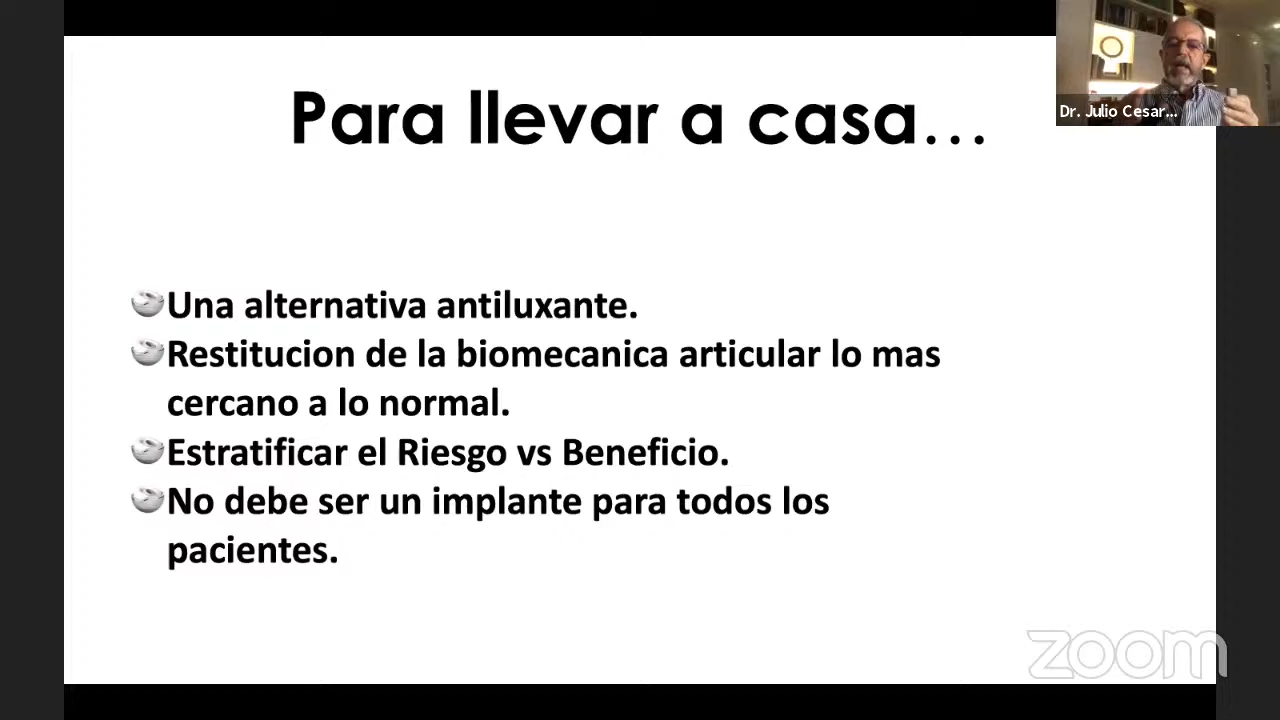 Para llevar a casa…
Dr. Julio Cesar...
Una alternativa antiluxante.
Restitucion de la biomecanica articular lo mas
cercano a lo normal.
Estratificar el Riesgo vs Beneficio.
No debe ser un implante para todos los
pacientes.
zoom